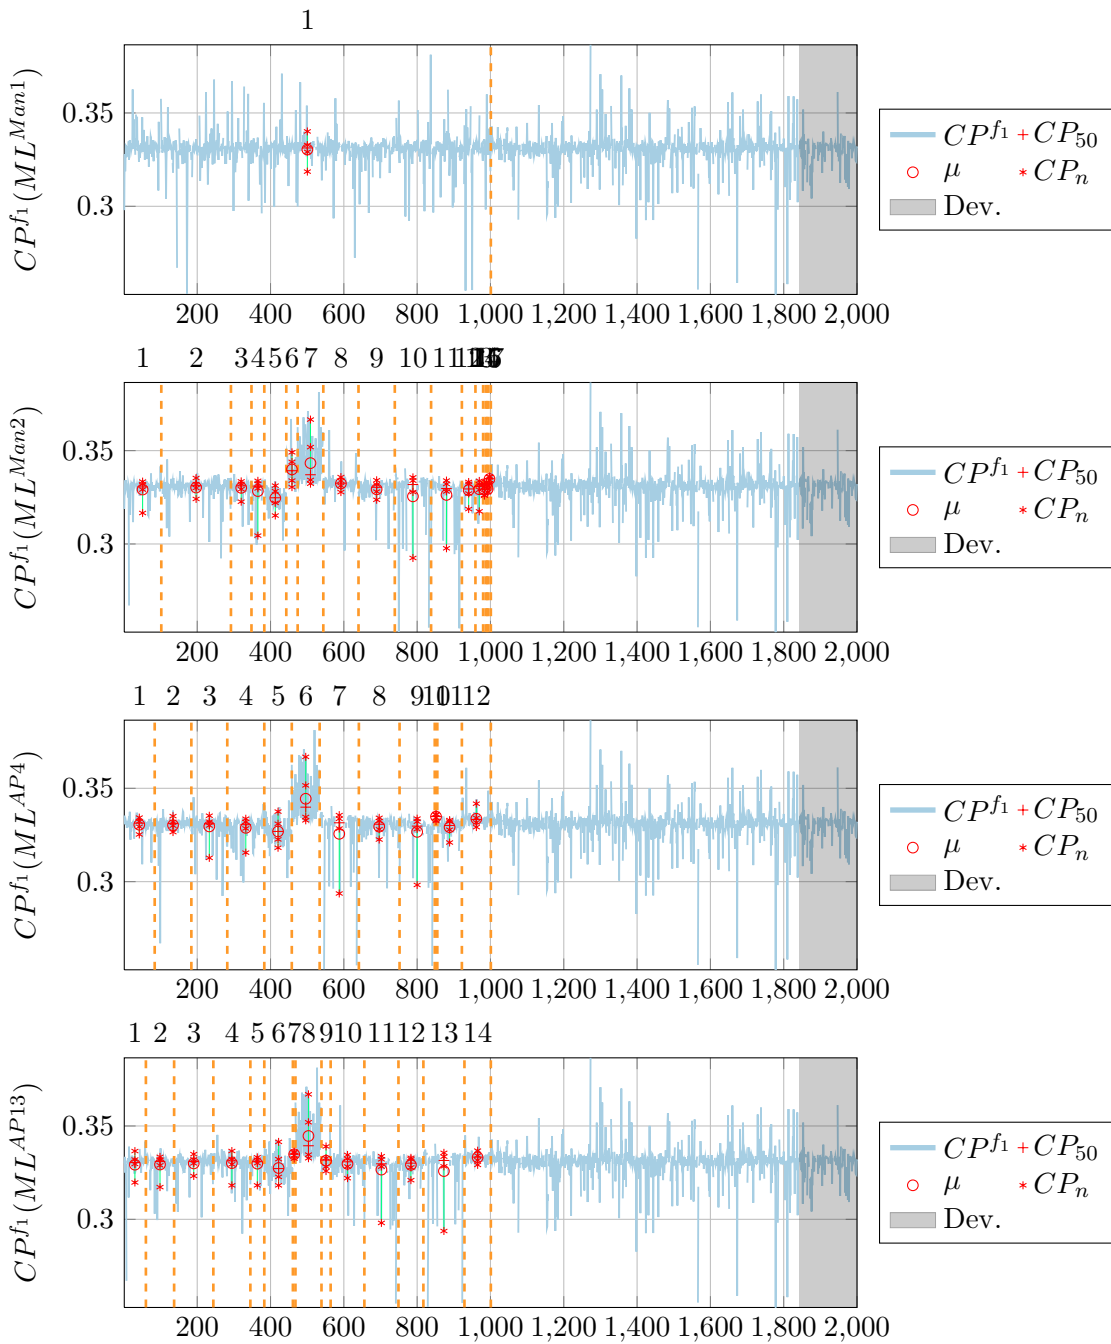 1
CP^{f_1}(ML^{Man1})
0.35
0.3
200 400 600 800 1,000 1,200 1,400 1,600 1,800 2,000
CP^{f_1} + CP_{50}
μ * CP_n
Dev.
1 2 3 4 5 6 7 8 9 10 11
CP^{f_1}(ML^{Man2})
0.35
0.3
200 400 600 800 1,000 1,200 1,400 1,600 1,800 2,000
CP^{f_1} + CP_{50}
μ * CP_n
Dev.
1 2 3 4 5 6 7 8 9 10 11 12
CP^{f_1}(ML^{AP4})
0.35
0.3
200 400 600 800 1,000 1,200 1,400 1,600 1,800 2,000
CP^{f_1} + CP_{50}
μ * CP_n
Dev.
1 2 3 4 5 6 7 8 9 10 11 12 13 14
CP^{f_1}(ML^{AP13})
0.35
0.3
200 400 600 800 1,000 1,200 1,400 1,600 1,800 2,000
CP^{f_1} + CP_{50}
μ * CP_n
Dev.